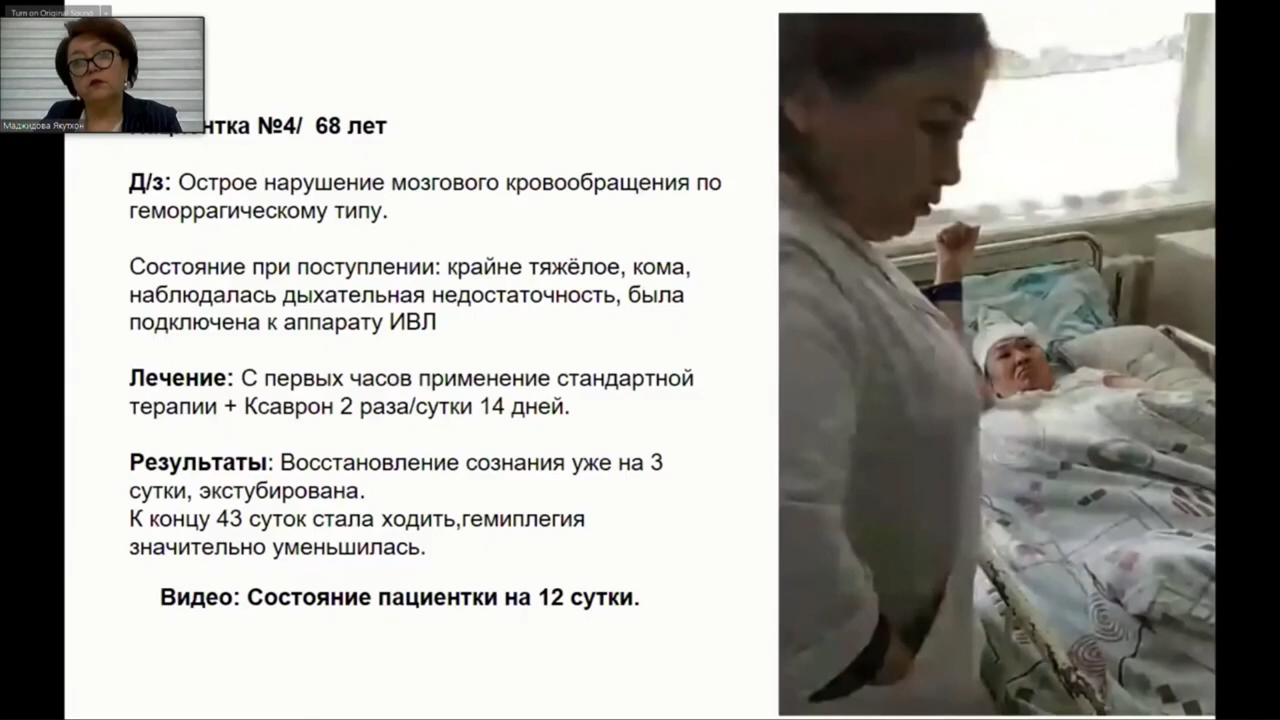 Turn on Original Sound
Маджидова Якутхон
нтка №4/ 68 лет
Д/з: Острое нарушение мозгового кровообращения по
геморрагическому типу.
Состояние при поступлении: крайне тяжёлое, кома,
наблюдалась дыхательная недостаточность, была
подключена к аппарату ИВЛ
Лечение: С первых часов применение стандартной
терапии + Ксаврон 2 раза/сутки 14 дней.
Результаты: Восстановление сознания уже на 3
сутки, экстубирована.
К концу 43 суток стала ходить,гемиплегия
значительно уменьшилась.
Видео: Состояние пациентки на 12 сутки.